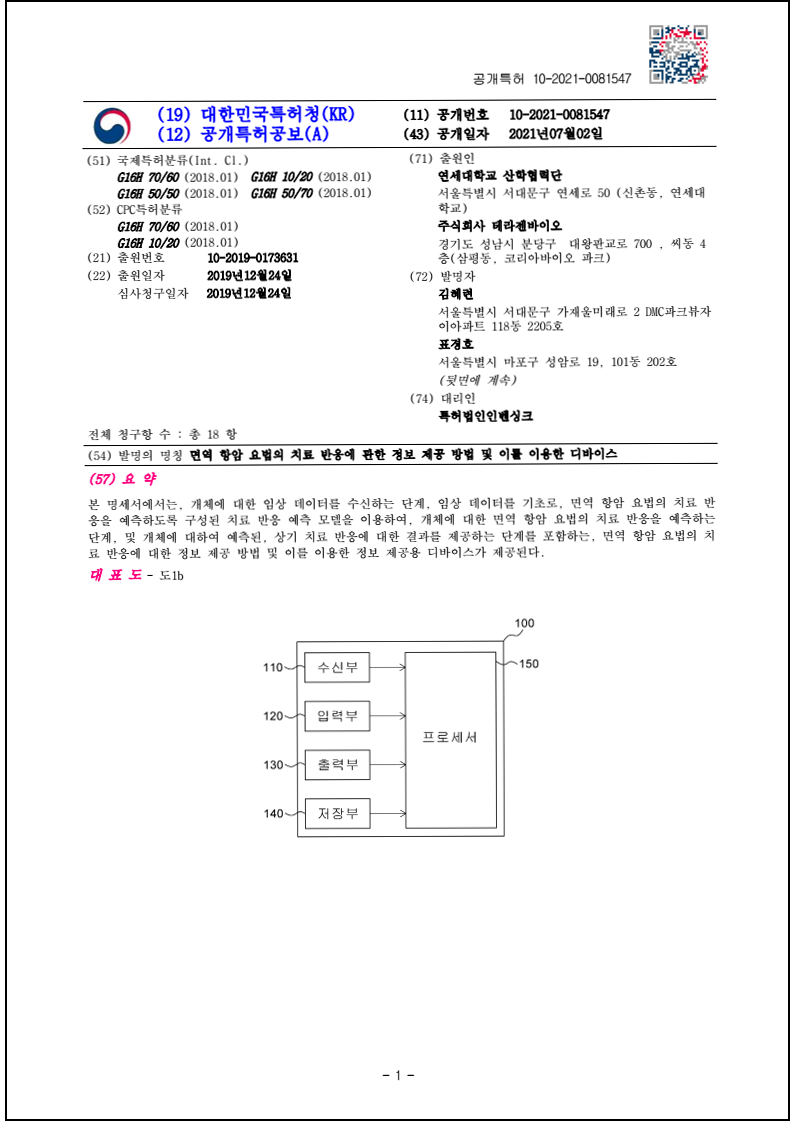 공개특허 10-2021-0081547
(19) 대한민국특허청(KR)
(12) 공개특허공보(A)
(11) 공개번호 10-2021-0081547
(43) 공개일자 2021년07월02일
(51) 국제특허분류(Int. Cl.)
G16H 70/60 (2018.01) G16H 10/20 (2018.01)
G16H 50/50 (2018.01) G16H 50/70 (2018.01)
(52) CPC특허분류
G16H 70/60 (2018.01)
G16H 10/20 (2018.01)
(21) 출원번호 10-2019-0173631
(22) 출원일자 2019년12월24일
심사청구일자 2019년12월24일
(71) 출원인
연세대학교 산학협력단
서울특별시 서대문구 연세로 50 (신촌동, 연세대
학교)
주식회사 테라젠바이오
경기도 성남시 분당구 대왕판교로 700 , 씨동 4
층(삼평동, 코리아바이오 파크)
(72) 발명자
김혜련
서울특별시 서대문구 가재울미래로 2 DMC파크뷰자
이아파트 118동 2205호
표경호
서울특별시 마포구 성암로 19, 101동 202호
(뒷면에 계속)
(74) 대리인
특허법인인벤싱크
전체 청구항 수 : 총 18 항
(54) 발명의 명칭 면역 항암 요법의 치료 반응에 관한 정보 제공 방법 및 이를 이용한 디바이스
(57) 요 약
본 명세서에서는, 개체에 대한 임상 데이터를 수신하는 단계, 임상 데이터를 기초로, 면역 항암 요법의 치료 반
응을 예측하도록 구성된 치료 반응 예측 모델을 이용하여, 개체에 대한 면역 항암 요법의 치료 반응을 예측하는
단계, 및 개체에 대하여 예측된, 상기 치료 반응에 대한 결과를 제공하는 단계를 포함하는, 면역 항암 요법의 치
료 반응에 대한 정보 제공 방법 및 이를 이용한 정보 제공용 디바이스가 제공된다.
대 표 도 - 도1b
100
110 수신부
150
120 입력부
프로세서
130 출력부
140 저장부
- 1 -